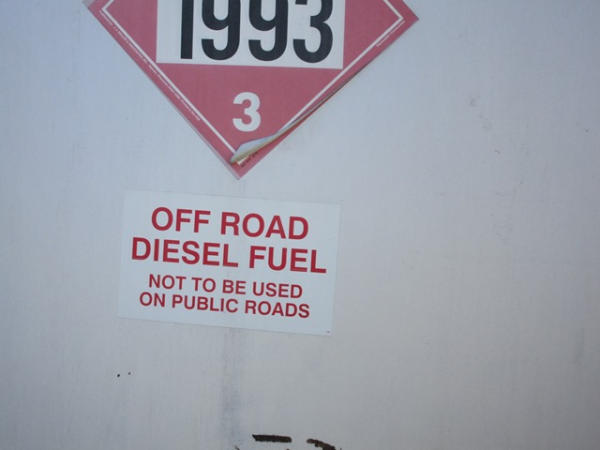 1993
3
OFF ROAD
DIESEL FUEL
NOT TO BE USED
ON PUBLIC ROADS